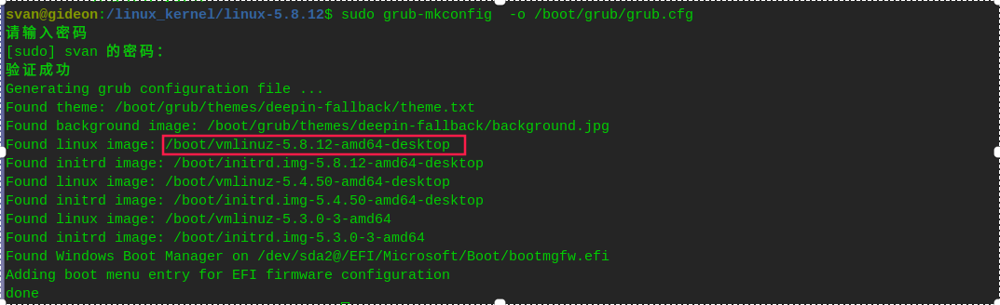 svan@gideon:/linux_kernel/linux-5.8.12$ sudo grub-mkconfig  -o /boot/grub/grub.cfg
请输入密码
[sudo] svan 的密码：
验证成功
Generating grub configuration file ...
Found theme: /boot/grub/themes/deepin-fallback/theme.txt
Found background image: /boot/grub/themes/deepin-fallback/background.jpg
Found linux image: /boot/vmlinuz-5.8.12-amd64-desktop
Found initrd image: /boot/initrd.img-5.8.12-amd64-desktop
Found linux image: /boot/vmlinuz-5.4.50-amd64-desktop
Found initrd image: /boot/initrd.img-5.4.50-amd64-desktop
Found linux image: /boot/vmlinuz-5.3.0-3-amd64
Found initrd image: /boot/initrd.img-5.3.0-3-amd64
Found Windows Boot Manager on /dev/sda2@/EFI/Microsoft/Boot/bootmgfw.efi
Adding boot menu entry for EFI firmware configuration
done